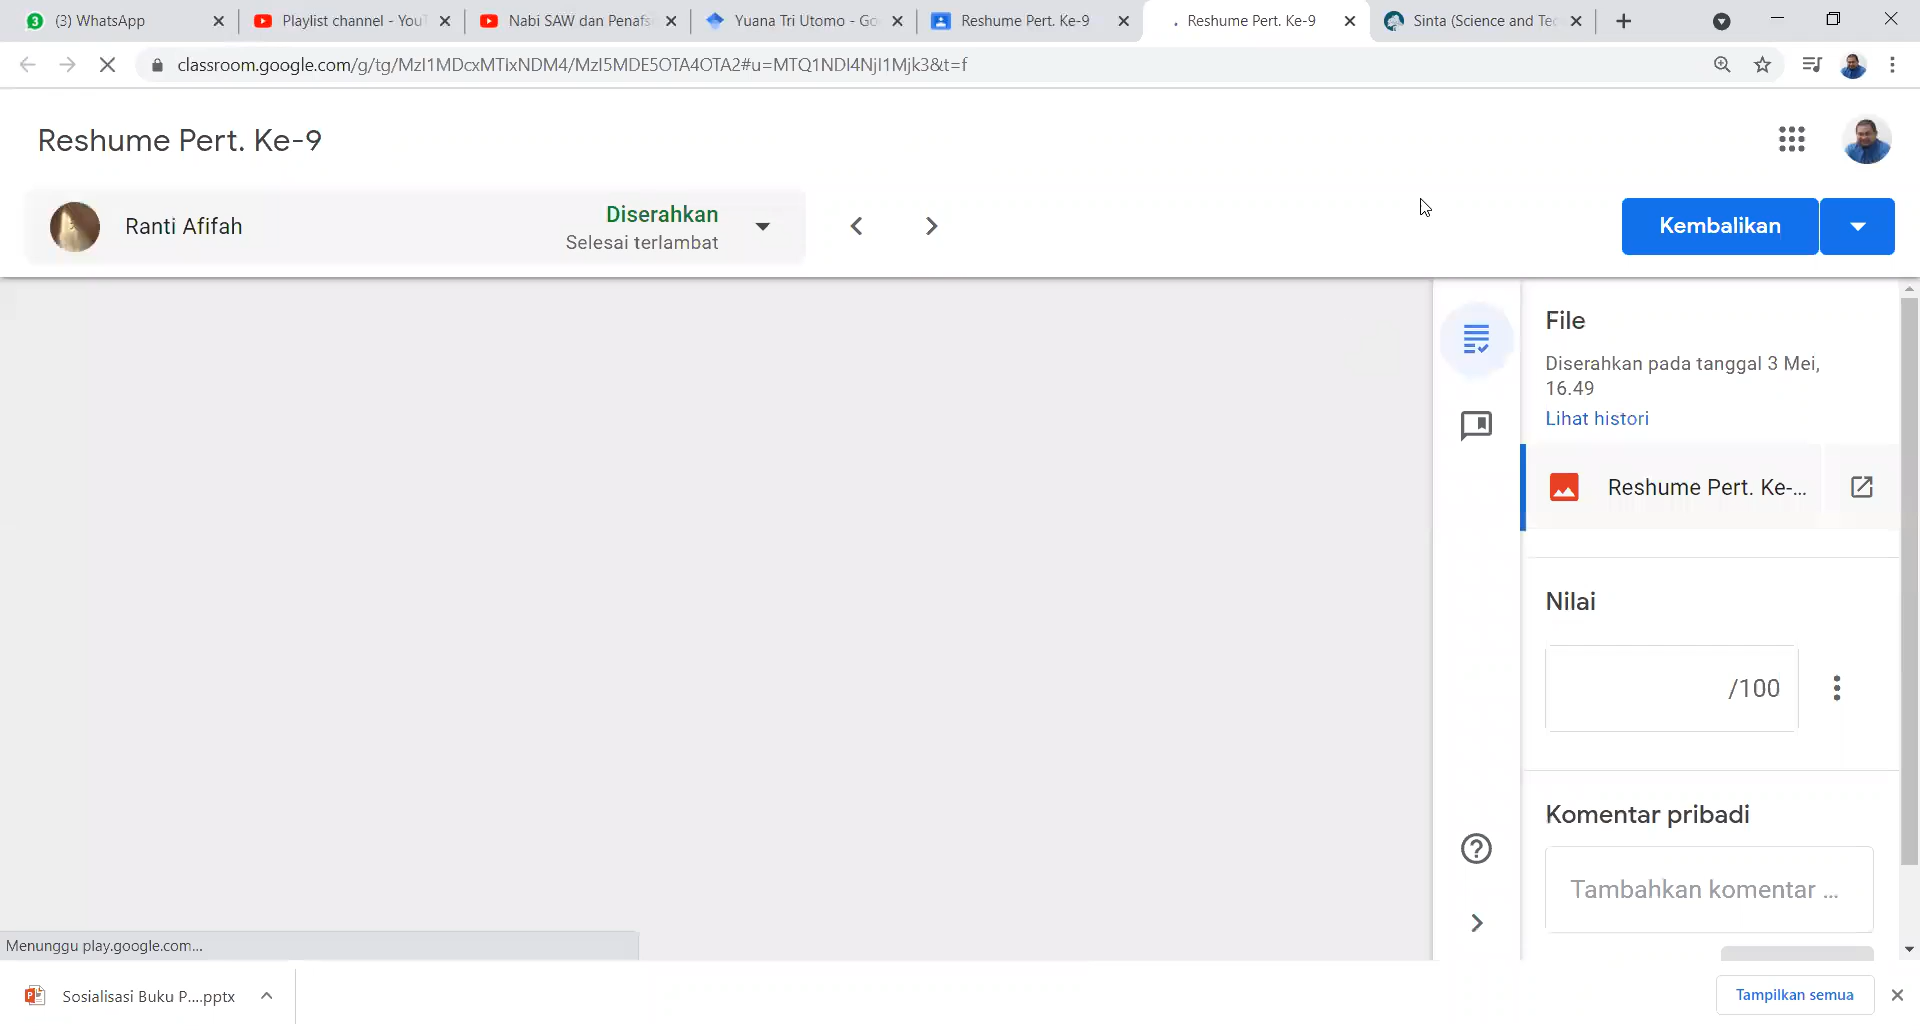 (3) WhatsApp
Playlist channel - YouT
Nabi SAW dan Penafs
Yuana Tri Utomo - Go
Reshume Pert. Ke-9
Reshume Pert. Ke-9
Sinta (Science and Tec
classroom.google.com/g/tg/MzI1MDcxMTIxNDM4/MzI5MDE5OTA4OTA2#u=MTQ1NDI4NjI1Mjk3&t=f
Reshume Pert. Ke-9
Ranti Afifah
Diserahkan
Selesai terlambat
Kembalikan
File
Diserahkan pada tanggal 3 Mei,
16.49
Lihat histori
Reshume Pert. Ke-...
Nilai
/100
Komentar pribadi
Tambahkan komentar ...
Menunggu play.google.com...
Sosialisasi Buku P....pptx
Tampilkan semua